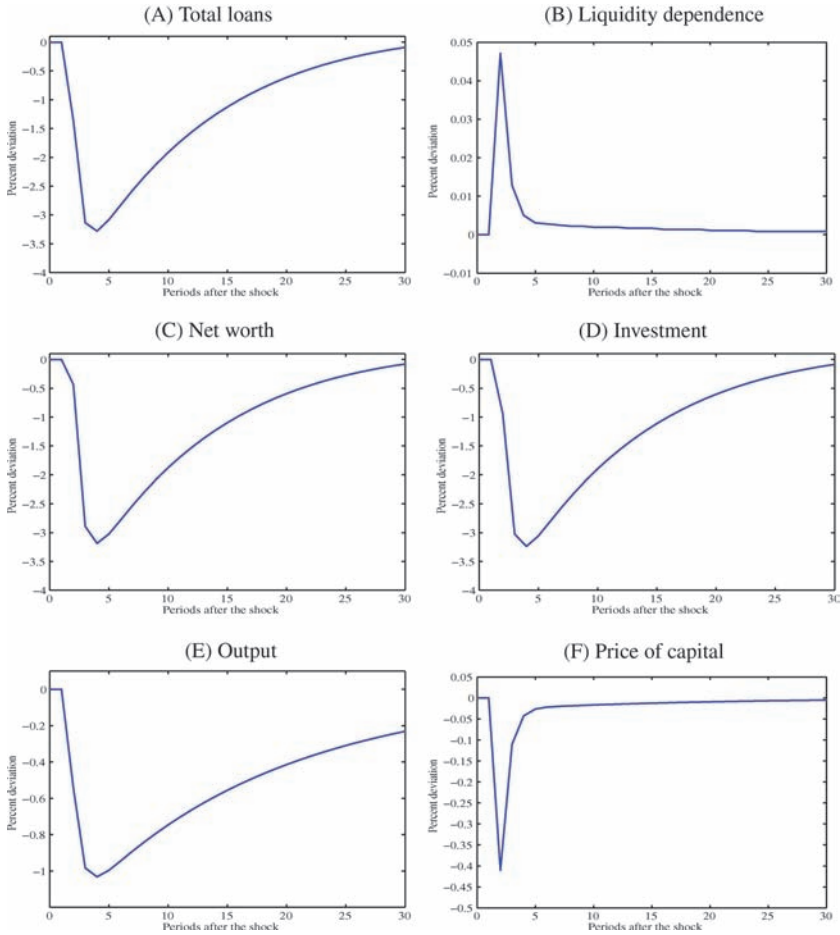 (A) Total loans
Percent deviation
0
−0.5
−1
−1.5
−2
−2.5
−3
−3.5
−4
0 5 10 15 20 25 30
Periods after the shock
(B) Liquidity dependence
Percent deviation
0.05
0.04
0.03
0.02
0.01
0
−0.01
0 5 10 15 20 25 30
Periods after the shock
(C) Net worth
Percent deviation
0
−0.5
−1
−1.5
−2
−2.5
−3
−3.5
−4
0 5 10 15 20 25 30
Periods after the shock
(D) Investment
Percent deviation
0
−0.5
−1
−1.5
−2
−2.5
−3
−3.5
−4
0 5 10 15 20 25 30
Periods after the shock
(E) Output
Percent deviation
0
−0.2
−0.4
−0.6
−0.8
−1
0 5 10 15 20 25 30
Periods after the shock
(F) Price of capital
Percent deviation
0.05
0
−0.05
−0.1
−0.15
−0.2
−0.25
−0.3
−0.35
−0.4
−0.45
−0.5
0 5 10 15 20 25 30
Periods after the shock